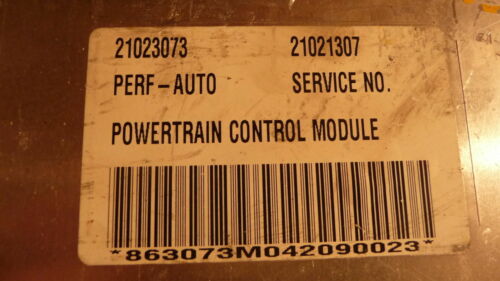 21023073 21021307
PERF-AUTO SERVICE NO.
POWERTRAIN CONTROL MODULE
*863073M042090023*